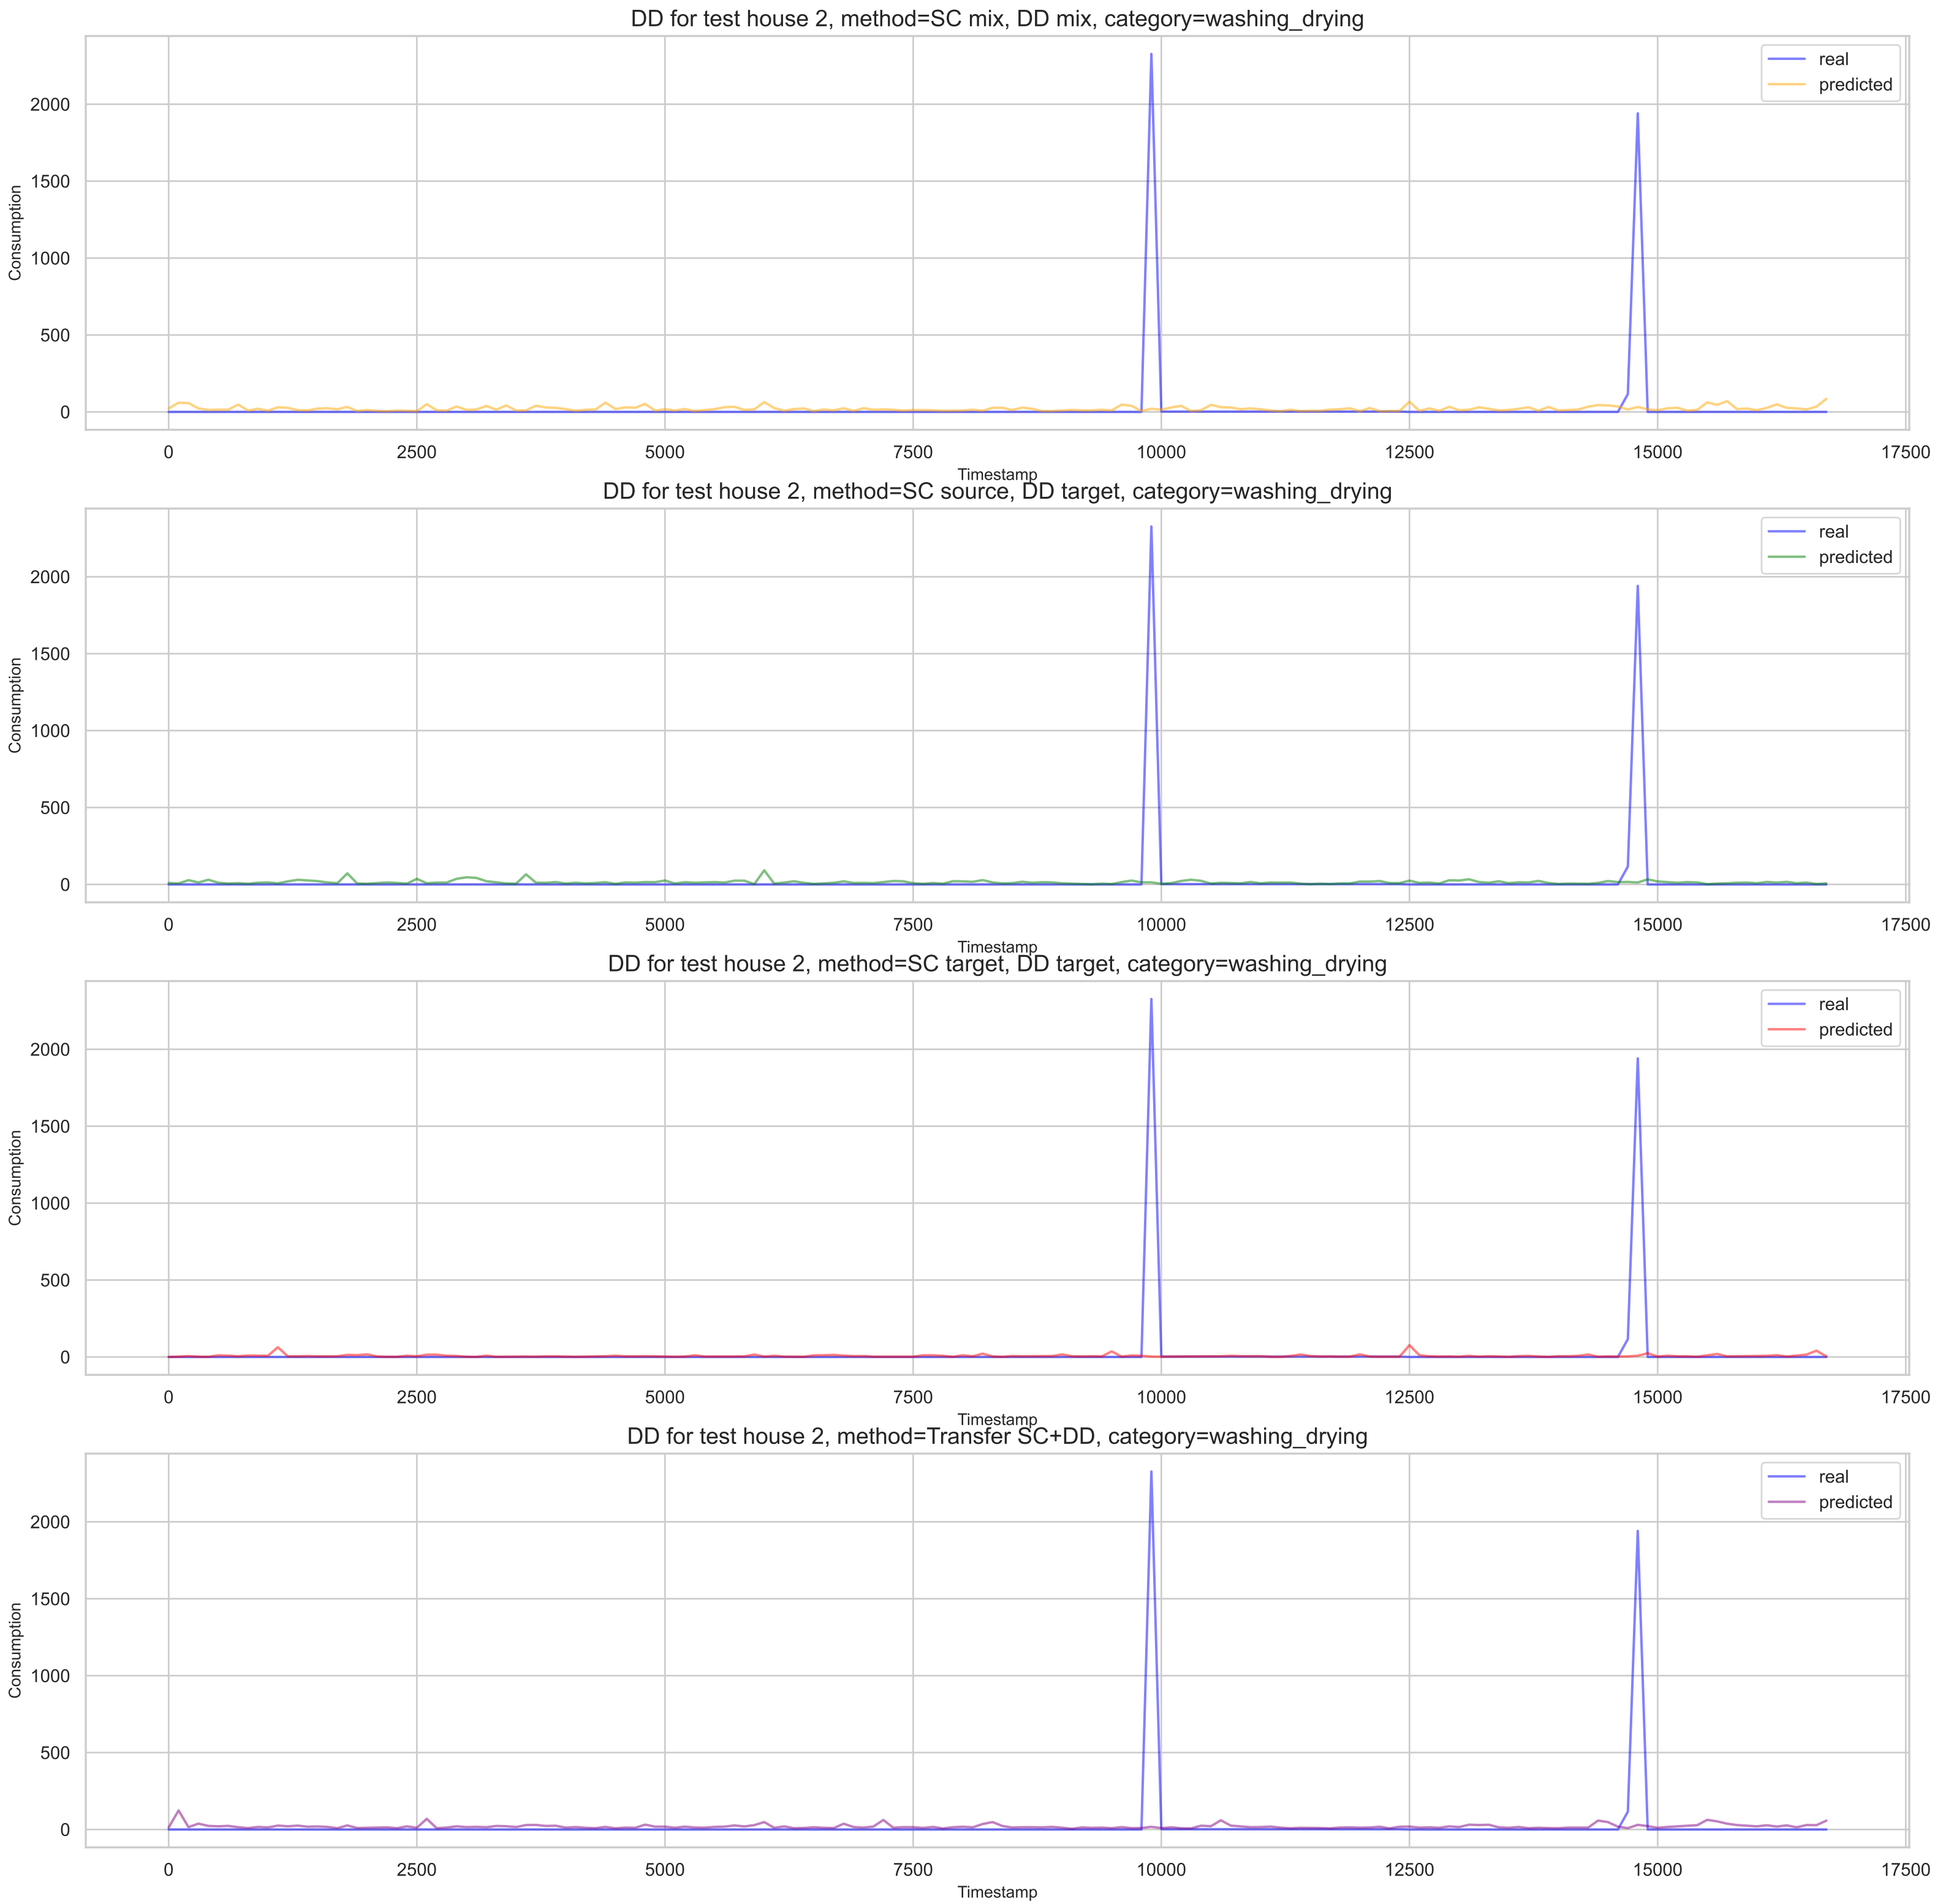 DD for test house 2, method=SC mix, DD mix, category=washing_drying
real
predicted
2000
1500
1000
500
0
Consumption
0 2500 5000 7500 10000 12500 15000 17500
Timestamp
DD for test house 2, method=SC source, DD target, category=washing_drying
real
predicted
2000
1500
1000
500
0
Consumption
0 2500 5000 7500 10000 12500 15000 17500
Timestamp
DD for test house 2, method=SC target, DD target, category=washing_drying
real
predicted
2000
1500
1000
500
0
Consumption
0 2500 5000 7500 10000 12500 15000 17500
Timestamp
DD for test house 2, method=Transfer SC+DD, category=washing_drying
real
predicted
2000
1500
1000
500
0
Consumption
0 2500 5000 7500 10000 12500 15000 17500
Timestamp